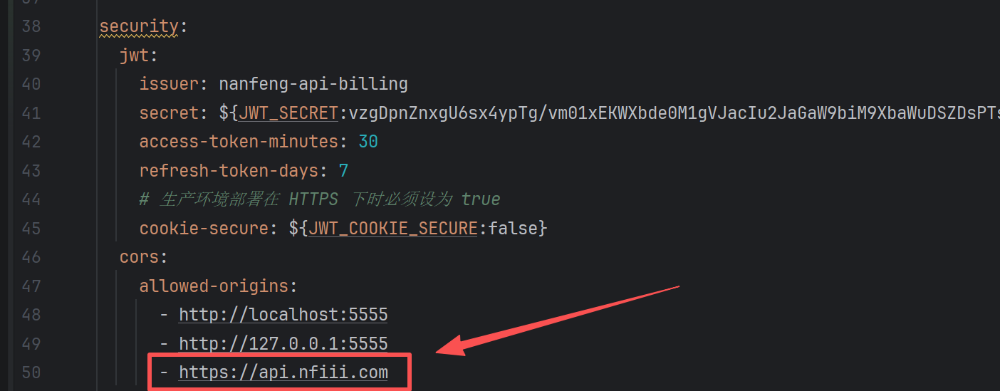 37
38 security:
39 jwt:
40 issuer: nanfeng-api-billing
41 secret: ${JWT_SECRET:vzgDpnZnxgU6sx4ypTg/vm01xEKWXbde0M1gVJacIu2JaGaW9biM9XbaWuDSZDsPTs
42 access-token-minutes: 30
43 refresh-token-days: 7
44 # 生产环境部署在 HTTPS 下时必须设为 true
45 cookie-secure: ${JWT_COOKIE_SECURE:false}
46 cors:
47 allowed-origins:
48 - http://localhost:5555
49 - http://127.0.0.1:5555
50 - https://api.nfiii.com